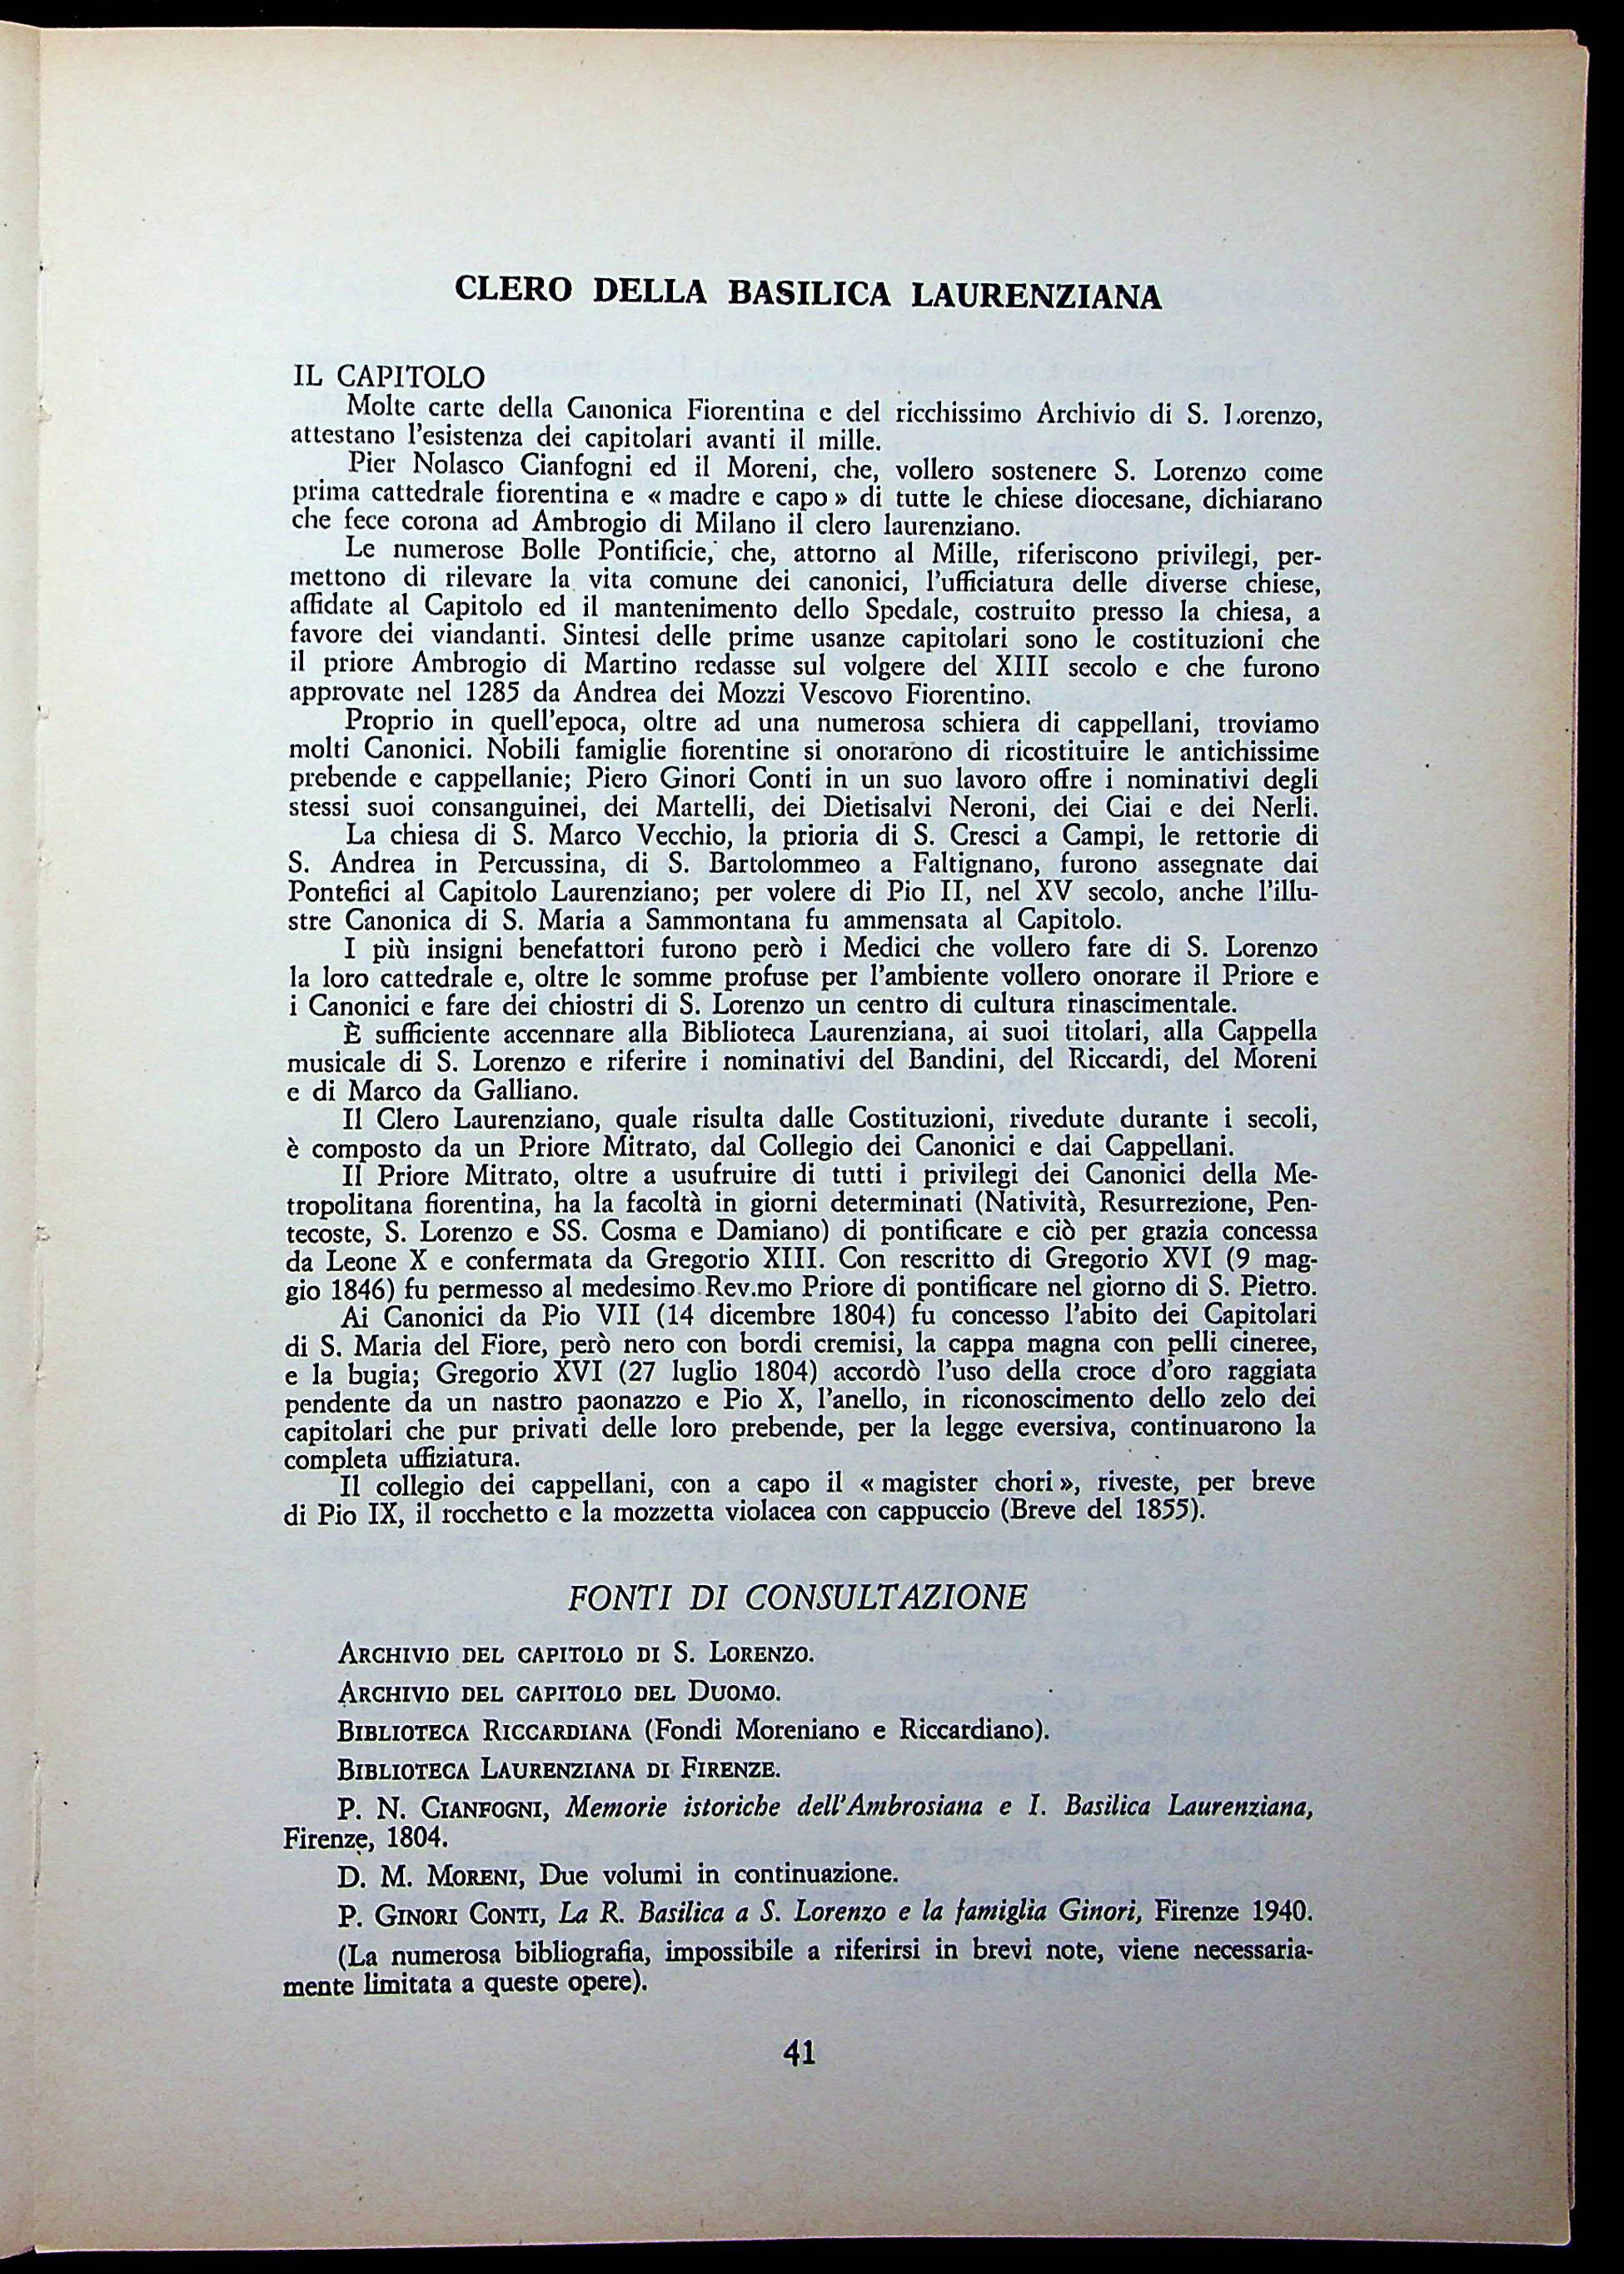 CLERO DELLA BASILICA LAURENZIANA
IL CAPITOLO
Molte carte della Canonica Fiorentina e del ricchissimo Archivio di S. Lorenzo,
attestano l'esistenza dei capitolari avanti il mille.
Pier Nolasco Cianfogni ed il Moreni, che, vollero sostenere S. Lorenzo come
prima cattedrale fiorentina e « madre e capo » di tutte le chiese diocesane, dichiarano
che fece corona ad Ambrogio di Milano il clero laurenziano.
Le numerose Bolle Pontificie, che, attorno al Mille, riferiscono privilegi, per-
mettono di rilevare la vita comune dei canonici, l'ufficiatura delle diverse chiese,
affidate al Capitolo ed il mantenimento dello Spedale, costruito presso la chiesa, a
favore dei viandanti. Sintesi delle prime usanze capitolari sono le costituzioni che
il priore Ambrogio di Martino redasse sul volgere del XIII secolo e che furono
approvate nel 1285 da Andrea dei Mozzi Vescovo Fiorentino.
Proprio in quell'epoca, oltre ad una numerosa schiera di cappellani, troviamo
molti Canonici. Nobili famiglie fiorentine si onorarono di ricostituire le antichissime
prebende e cappellanie; Piero Ginori Conti in un suo lavoro offre i nominativi degli
stessi suoi consanguinei, dei Martelli, dei Dietisalvi Neroni, dei Ciai e dei Nerli.
La chiesa di S. Marco Vecchio, la prioria di S. Cresci a Campi, le rettorie di
S. Andrea in Percussina, di S. Bartolommeo a Faltignano, furono assegnate dai
Pontefici al Capitolo Laurenziano; per volere di Pio II, nel XV secolo, anche l'illu-
stre Canonica di S. Maria a Sammontana fu ammensata al Capitolo.
I più insigni benefattori furono però i Medici che vollero fare di S. Lorenzo
la loro cattedrale e, oltre le somme profuse per l'ambiente vollero onorare il Priore e
i Canonici e fare dei chiostri di S. Lorenzo un centro di cultura rinascimentale.
È sufficiente accennare alla Biblioteca Laurenziana, ai suoi titolari, alla Cappella
musicale di S. Lorenzo e riferire i nominativi del Bandini, del Riccardi, del Moreni
e di Marco da Galliano.
Il Clero Laurenziano, quale risulta dalle Costituzioni, rivedute durante i secoli,
è composto da un Priore Mitrato, dal Collegio dei Canonici e dai Cappellani.
Il Priore Mitrato, oltre a usufruire di tutti i privilegi dei Canonici della Me-
tropolitana fiorentina, ha la facoltà in giorni determinati (Natività, Resurrezione, Pen-
tecoste, S. Lorenzo e SS. Cosma e Damiano) di pontificare e ciò per grazia concessa
da Leone X e confermata da Gregorio XIII. Con rescritto di Gregorio XVI (9 mag-
gio 1846) fu permesso al medesimo Rev.mo Priore di pontificare nel giorno di S. Pietro.
Ai Canonici da Pio VII (14 dicembre 1804) fu concesso l'abito dei Capitolari
di S. Maria del Fiore, però nero con bordi cremisi, la cappa magna con pelli cineree,
e la bugia; Gregorio XVI (27 luglio 1804) accordò l'uso della croce d'oro raggiata
pendente da un nastro paonazzo e Pio X, l'anello, in riconoscimento dello zelo dei
capitolari che pur privati delle loro prebende, per la legge eversiva, continuarono la
completa uffiziatura.
Il collegio dei cappellani, con a capo il « magister chori », riveste, per breve
di Pio IX, il rocchetto e la mozzetta violacea con cappuccio (Breve del 1855).
FONTI DI CONSULTAZIONE
ARCHIVIO DEL CAPITOLO DI S. LORENZO.
ARCHIVIO DEL CAPITOLO DEL DUOMO.
BIBLIOTECA RICCARDIANA (Fondi Moreniano e Riccardiano).
BIBLIOTECA LAURENZIANA DI FIRENZE.
P. N. CIANFOGNI, Memorie istoriche dell'Ambrosiana e I. Basilica Laurenziana,
Firenze, 1804.
D. M. MORENI, Due volumi in continuazione.
P. GINORI CONTI, La R. Basilica a S. Lorenzo e la famiglia Ginori, Firenze 1940.
(La numerosa bibliografia, impossibile a riferirsi in brevi note, viene necessaria-
mente limitata a queste opere).
41